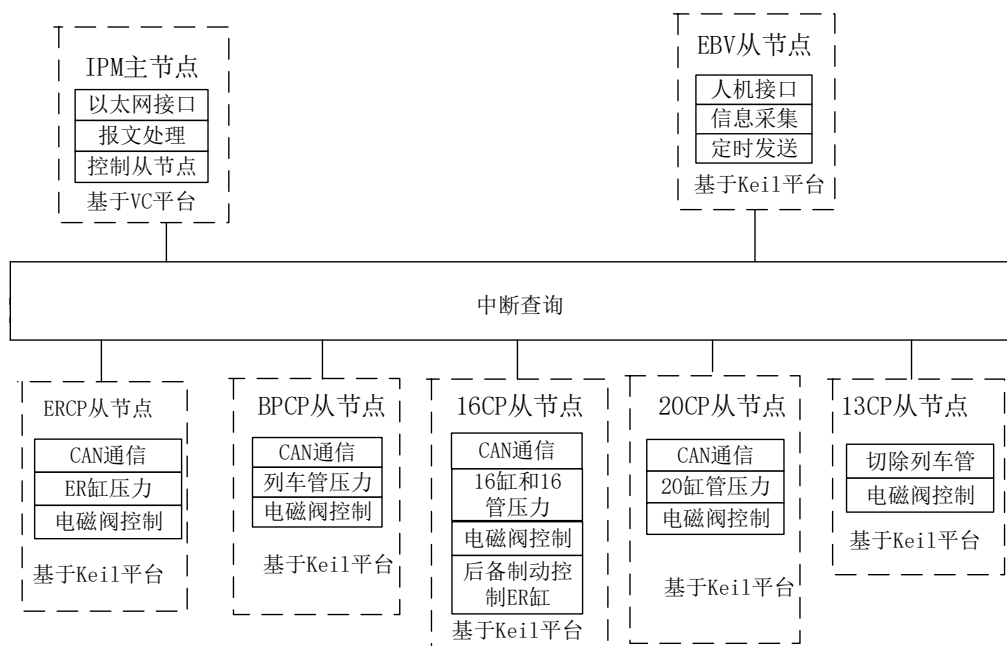 IPM主节点
以太网接口
报文处理
控制从节点
基于VC平台
EBV从节点
人机接口
信息采集
定时发送
基于Keil平台
中断查询
ERCP从节点
CAN通信
ER缸压力
电磁阀控制
基于Keil平台
BPCP从节点
CAN通信
列车管压力
电磁阀控制
基于Keil平台
16CP从节点
CAN通信
16缸和16
管压力
电磁阀控制
后备制动控
制ER缸
基于Keil平台
20CP从节点
CAN通信
20缸管压力
电磁阀控制
基于Keil平台
13CP从节点
切除列车管
电磁阀控制
基于Keil平台